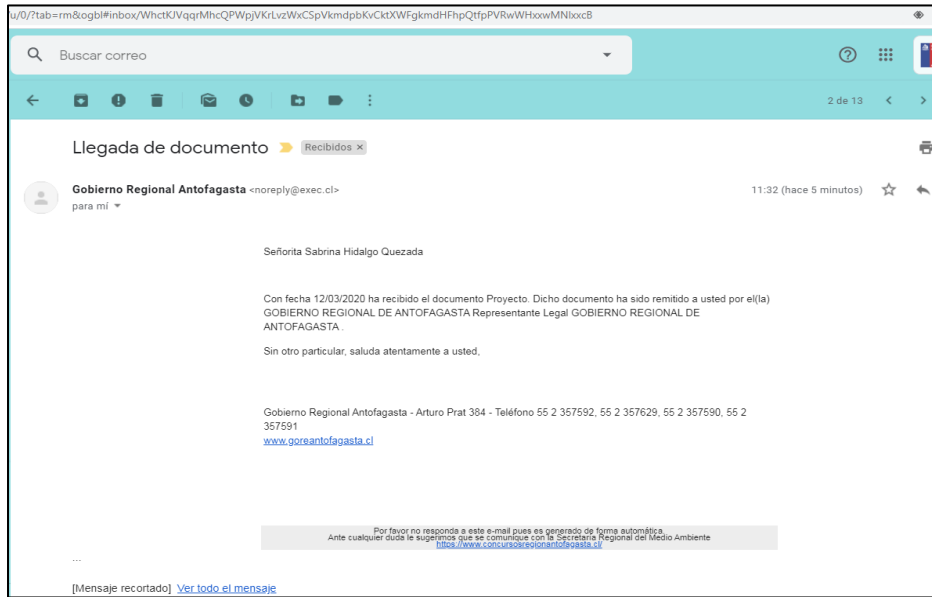 u/0/?tab=rm&ogbl#inbox/WhctKJVqqrMhcQPWpjVKrLvzWxCSpVkmdpbKvCktXWFgkmdHFhpQtfpPVRwWHxxwMNlxxcB
Buscar correo
2 de 13
Llegada de documento Recibidos ×
Gobierno Regional Antofagasta <noreply@exec.cl> 11:32 (hace 5 minutos)
para mí
Señorita Sabrina Hidalgo Quezada
Con fecha 12/03/2020 ha recibido el documento Proyecto. Dicho documento ha sido remitido a usted por el(la)
GOBIERNO REGIONAL DE ANTOFAGASTA Representante Legal GOBIERNO REGIONAL DE
ANTOFAGASTA .
Sin otro particular, saluda atentamente a usted,
Gobierno Regional Antofagasta - Arturo Prat 384 - Teléfono 55 2 357592, 55 2 357629, 55 2 357590, 55 2
357591
www.goreantofagasta.cl
Por favor no responda a este e-mail pues es generado de forma automática.
Ante cualquier duda le sugerimos que se comunique con la Secretaría Regional del Medio Ambiente
https://www.concursosregionantofagasta.cl/
...
[Mensaje recortado] Ver todo el mensaje